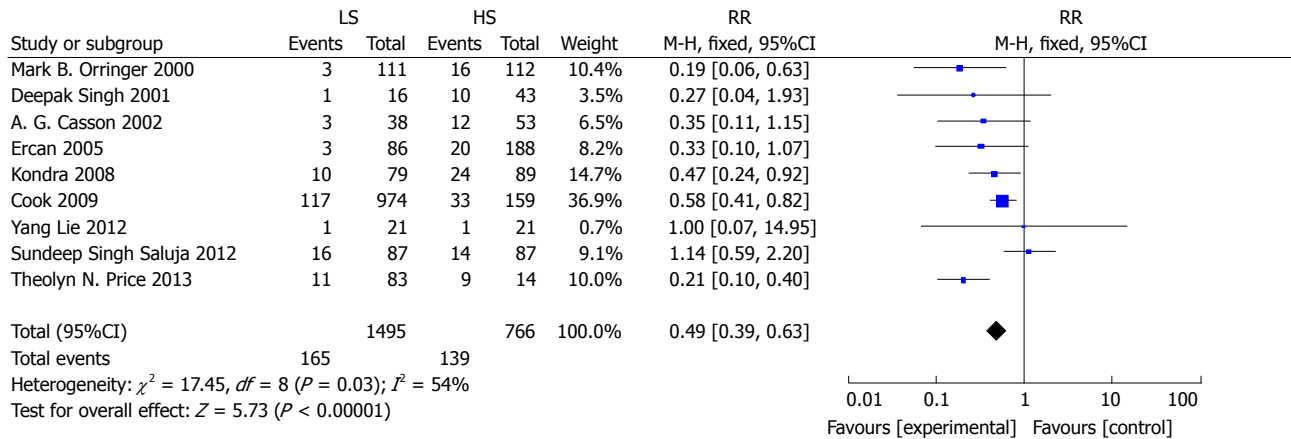 LS HS RR RR
Study or subgroup Events Total Events Total Weight M-H, fixed, 95%CI M-H, fixed, 95%CI
Mark B. Orringer 2000 3 111 16 112 10.4% 0.19 [0.06, 0.63]
Deepak Singh 2001 1 16 10 43 3.5% 0.27 [0.04, 1.93]
A. G. Casson 2002 3 38 12 53 6.5% 0.35 [0.11, 1.15]
Ercan 2005 3 86 20 188 8.2% 0.33 [0.10, 1.07]
Kondra 2008 10 79 24 89 14.7% 0.47 [0.24, 0.92]
Cook 2009 117 974 33 159 36.9% 0.58 [0.41, 0.82]
Yang Lie 2012 1 21 1 21 0.7% 1.00 [0.07, 14.95]
Sundeep Singh Saluja 2012 16 87 14 87 9.1% 1.14 [0.59, 2.20]
Theolyn N. Price 2013 11 83 9 14 10.0% 0.21 [0.10, 0.40]
Total (95%CI) 1495 766 100.0% 0.49 [0.39, 0.63]
Total events 165 139
Heterogeneity: χ² = 17.45, df = 8 (P = 0.03); I² = 54%
Test for overall effect: Z = 5.73 (P < 0.00001)
0.01 0.1 1 10 100
Favours [experimental] Favours [control]